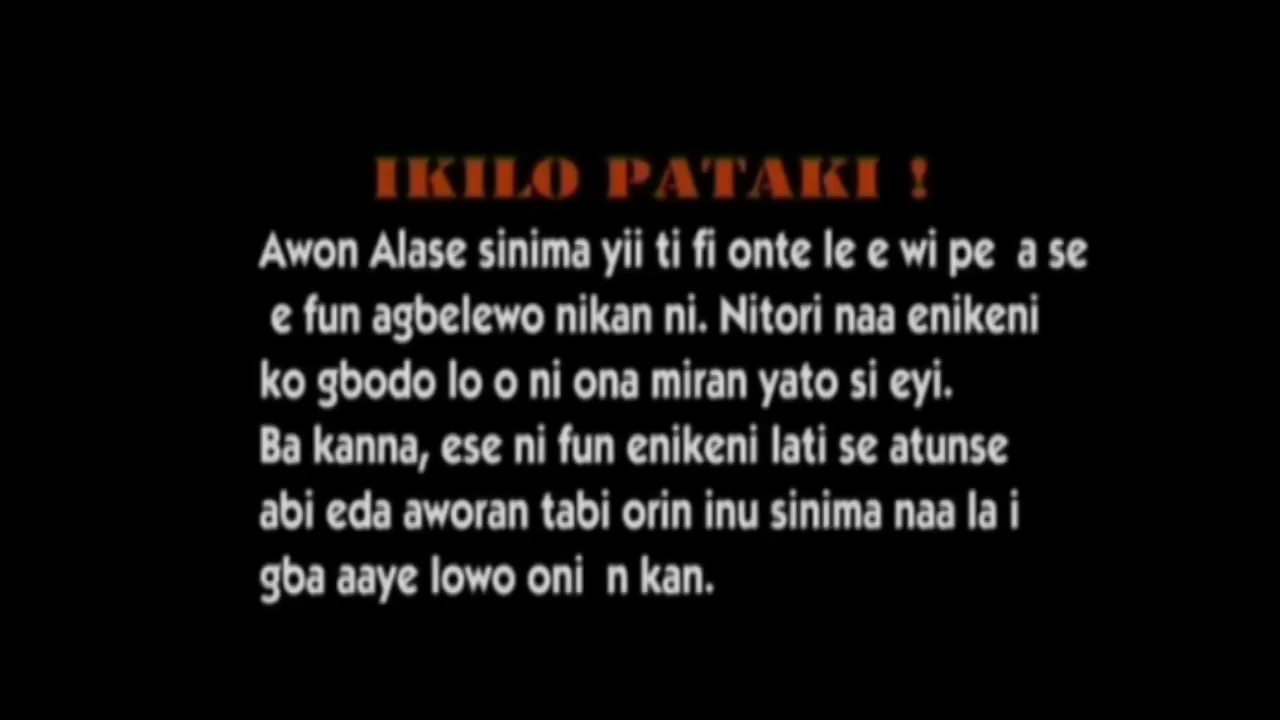 IKILO PATAKI !
Awon Alase sinima yii ti fi onte le e wi pe a se
e fun agbelewo nikan ni. Nitori naa enikeni
ko gbodo lo o ni ona miran yato si eyi.
Ba kanna, ese ni fun enikeni lati se atunse
abi eda aworan tabi orin inu sinima naa la i
gba aaye lowo oni n kan.